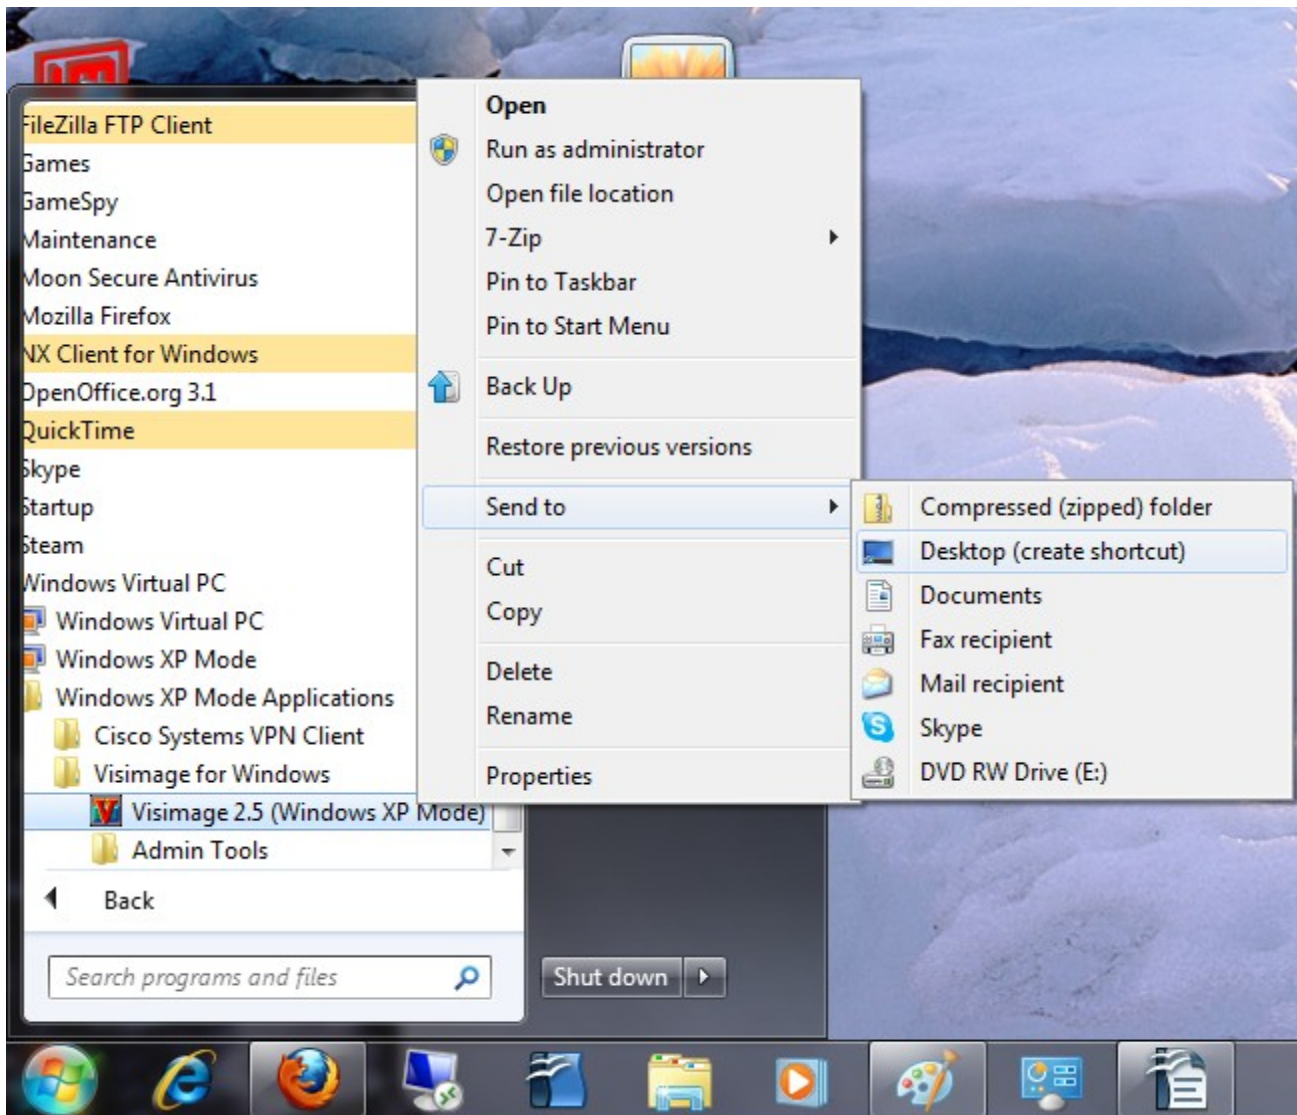 FileZilla FTP Client
Games
GameSpy
Maintenance
Moon Secure Antivirus
Mozilla Firefox
NX Client for Windows
OpenOffice.org 3.1
QuickTime
Skype
Startup
Steam
Windows Virtual PC
Windows Virtual PC
Windows XP Mode
Windows XP Mode Applications
Cisco Systems VPN Client
Visimage for Windows
Visimage 2.5 (Windows XP Mode)
Admin Tools
Back
Search programs and files
Shut down
Open
Run as administrator
Open file location
7-Zip
Pin to Taskbar
Pin to Start Menu
Back Up
Restore previous versions
Send to
Cut
Copy
Delete
Rename
Properties
Compressed (zipped) folder
Desktop (create shortcut)
Documents
Fax recipient
Mail recipient
Skype
DVD RW Drive (E:)